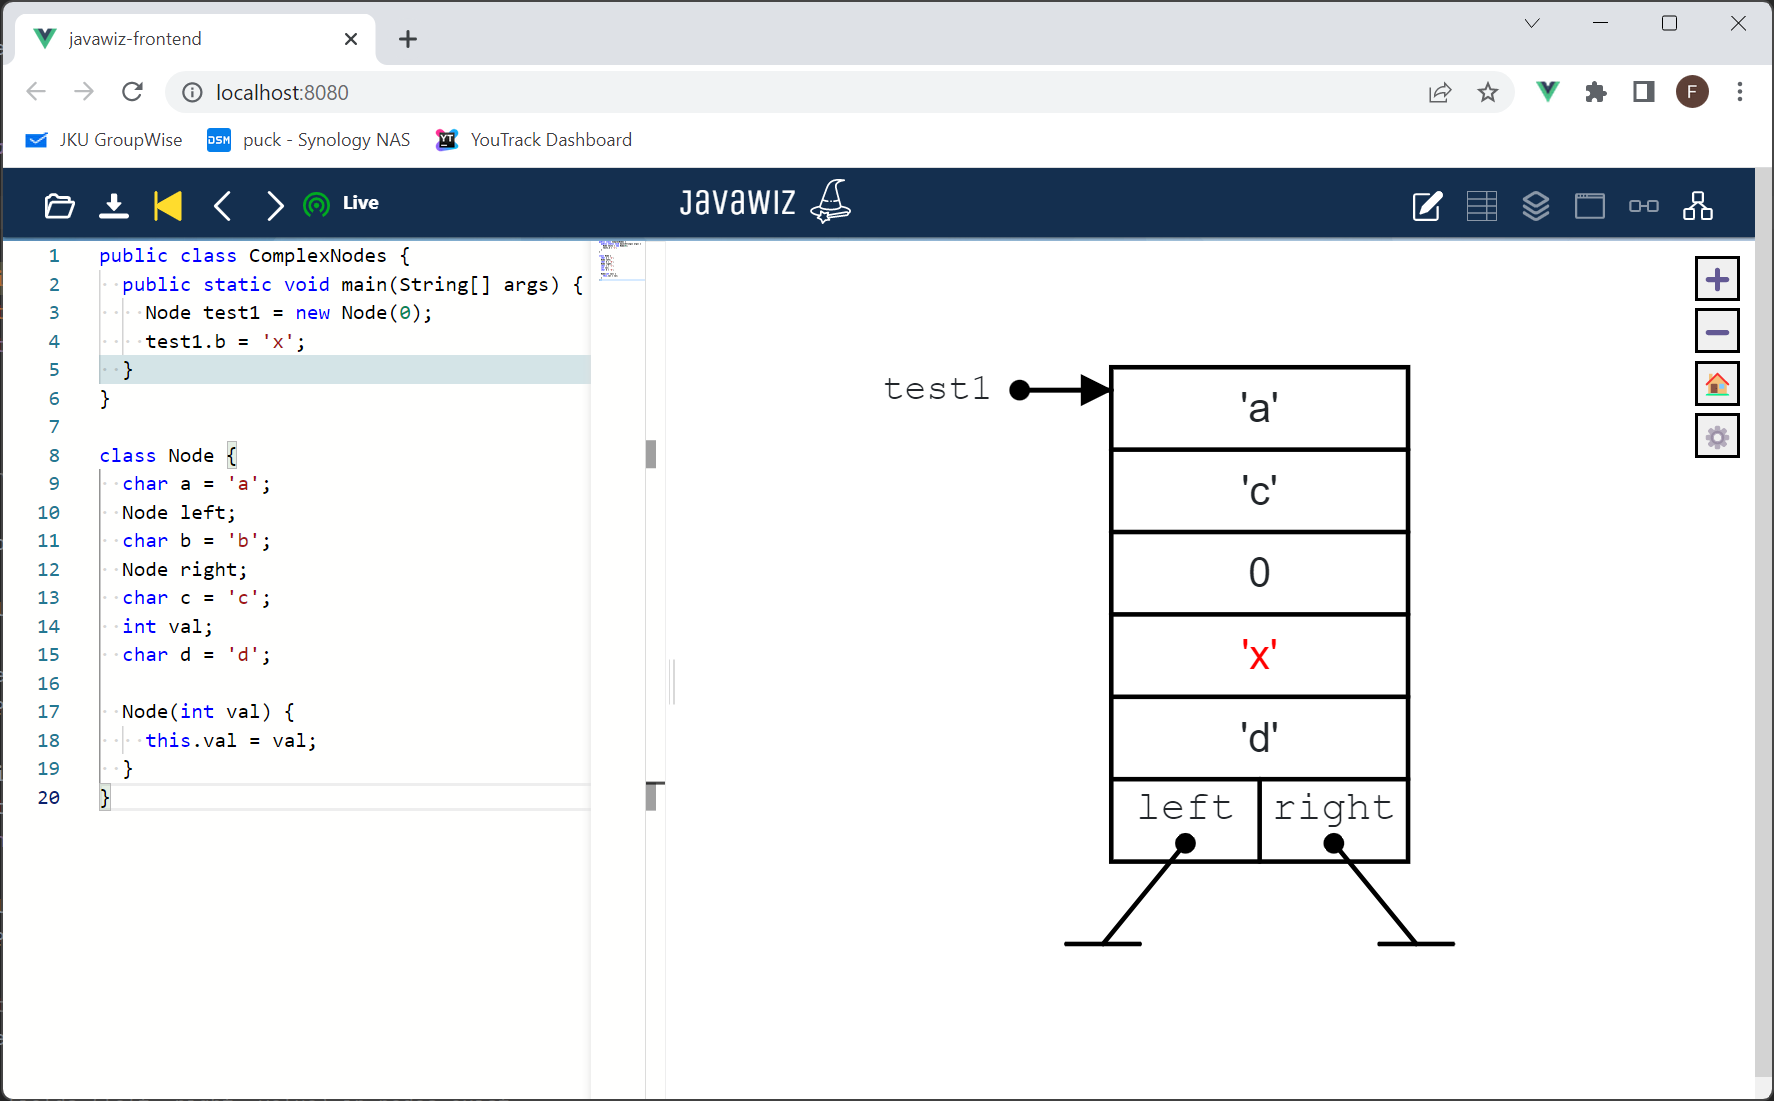 javawiz-frontend
localhost:8080
F
JKU GroupWise
DSM
puck - Synology NAS
YT
YouTrack Dashboard
Live
JAVAWIZ
1 public class ComplexNodes {
2 public static void main(String[] args) {
3 Node test1 = new Node(0);
4 test1.b = 'x';
5 }
6 }
7
8 class Node {
9 char a = 'a';
10 Node left;
11 char b = 'b';
12 Node right;
13 char c = 'c';
14 int val;
15 char d = 'd';
16
17 Node(int val) {
18 this.val = val;
19 }
20 }
test1
'a'
'c'
0
'x'
'd'
left right